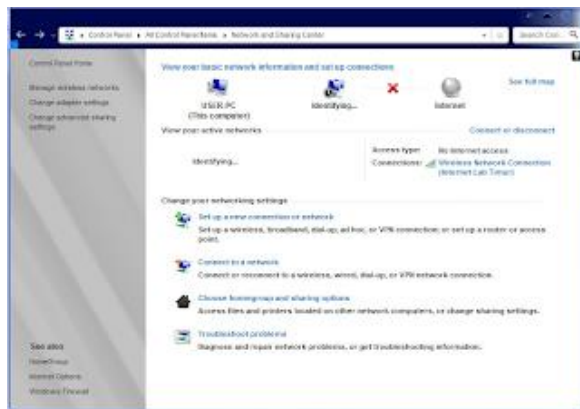 Control Panel ▸ All Control Panel Items ▸ Network and Sharing Center
Search Con...
Control Panel Home
Manage wireless networks
Change adapter settings
Change advanced sharing
settings
View your basic network information and set up connections
See full map
USER-PC
(This computer)
Identifying...
Internet
View your active networks
Connect or disconnect
Identifying...
Access type: No Internet access
Connections: Wireless Network Connection
(Internet Lab Timur)
Change your networking settings
Set up a new connection or network
Set up a wireless, broadband, dial-up, ad hoc, or VPN connection; or set up a router or access
point.
Connect to a network
Connect or reconnect to a wireless, wired, dial-up, or VPN network connection.
Choose homegroup and sharing options
Access files and printers located on other network computers, or change sharing settings.
Troubleshoot problems
Diagnose and repair network problems, or get troubleshooting information.
See also
HomeGroup
Internet Options
Windows Firewall